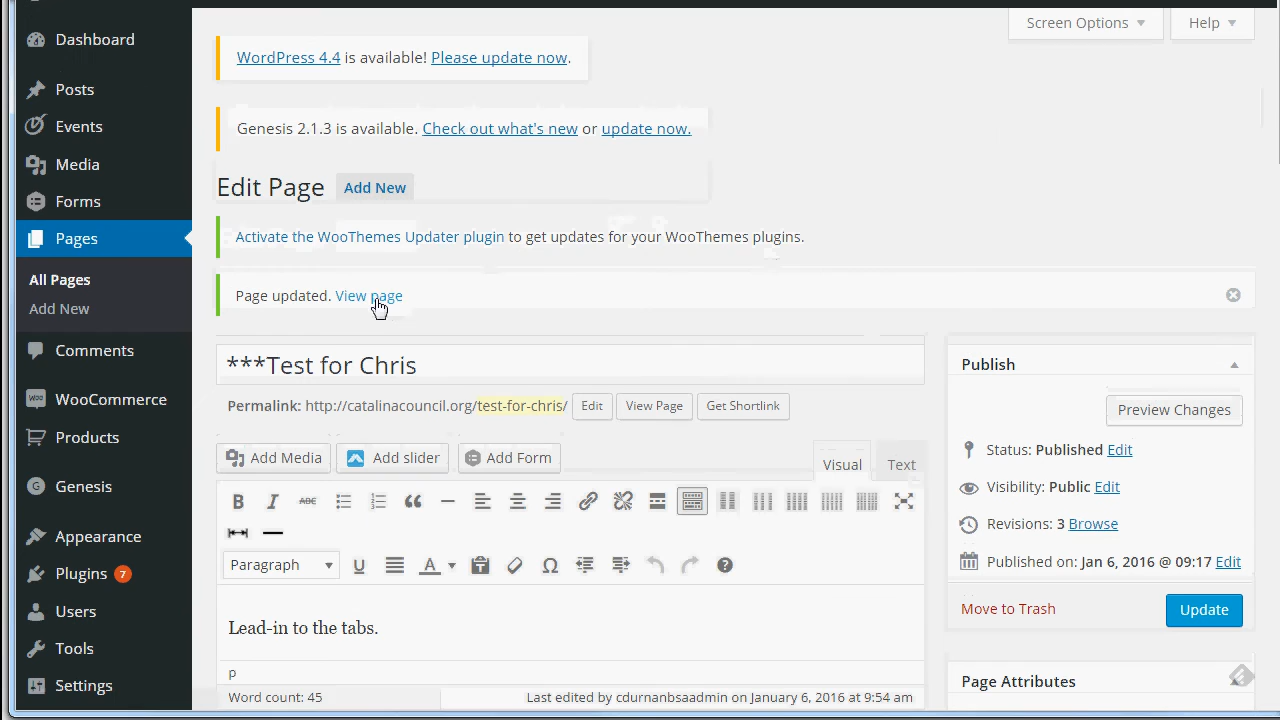 Screen Options
Help
Dashboard
Posts
Events
Media
Forms
Pages
All Pages
Add New
Comments
WooCommerce
Products
Genesis
Appearance
Plugins 7
Users
Tools
Settings
WordPress 4.4 is available! Please update now.
Genesis 2.1.3 is available. Check out what's new or update now.
Edit Page Add New
Activate the WooThemes Updater plugin to get updates for your WooThemes plugins.
Page updated. View page
***Test for Chris
Permalink: http://catalinacouncil.org/test-for-chris/ Edit View Page Get Shortlink
Add Media Add slider Add Form
Visual Text
B I ABC
Paragraph U A Ω
Lead-in to the tabs.
p
Word count: 45 Last edited by cdurnanbsaadmin on January 6, 2016 at 9:54 am
Publish
Preview Changes
Status: Published Edit
Visibility: Public Edit
Revisions: 3 Browse
Published on: Jan 6, 2016 @ 09:17 Edit
Move to Trash Update
Page Attributes